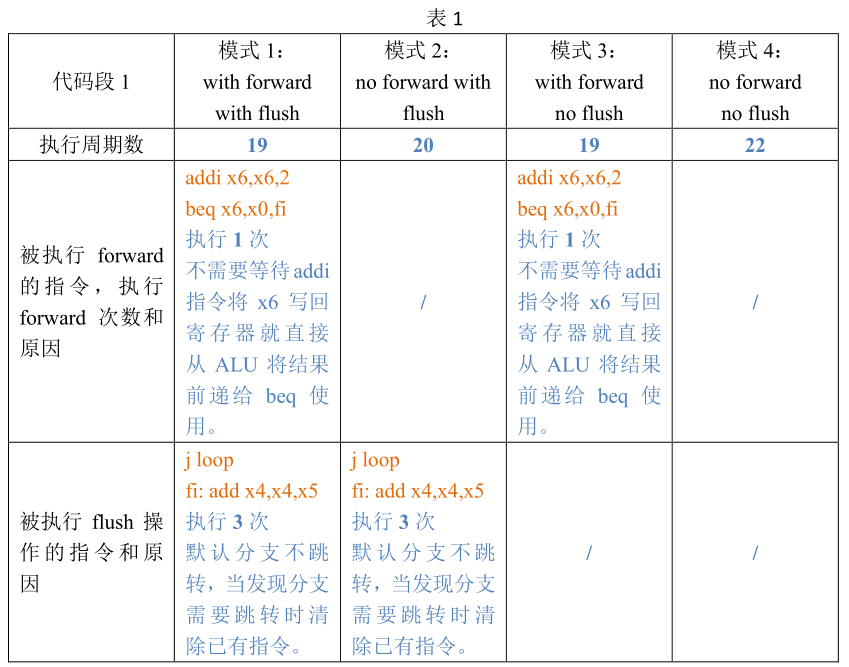 表 1
代码段 1
模式 1：
with forward
with flush
模式 2：
no forward with
flush
模式 3：
with forward
no flush
模式 4：
no forward
no flush
执行周期数
19
20
19
22
被执行 forward
的指令，执行
forward 次数和
原因
addi x6,x6,2
beq x6,x0,fi
执行 1 次
不需要等待 addi
指令将 x6 写回
寄存器就直接
从 ALU 将结果
前递给 beq 使
用。
/
addi x6,x6,2
beq x6,x0,fi
执行 1 次
不需要等待 addi
指令将 x6 写回
寄存器就直接
从 ALU 将结果
前递给 beq 使
用。
/
被执行 flush 操
作的指令和原
因
j loop
fi: add x4,x4,x5
执行 3 次
默认分支不跳
转，当发现分支
需要跳转时清
除已有指令。
j loop
fi: add x4,x4,x5
执行 3 次
默认分支不跳
转，当发现分支
需要跳转时清
除已有指令。
/
/